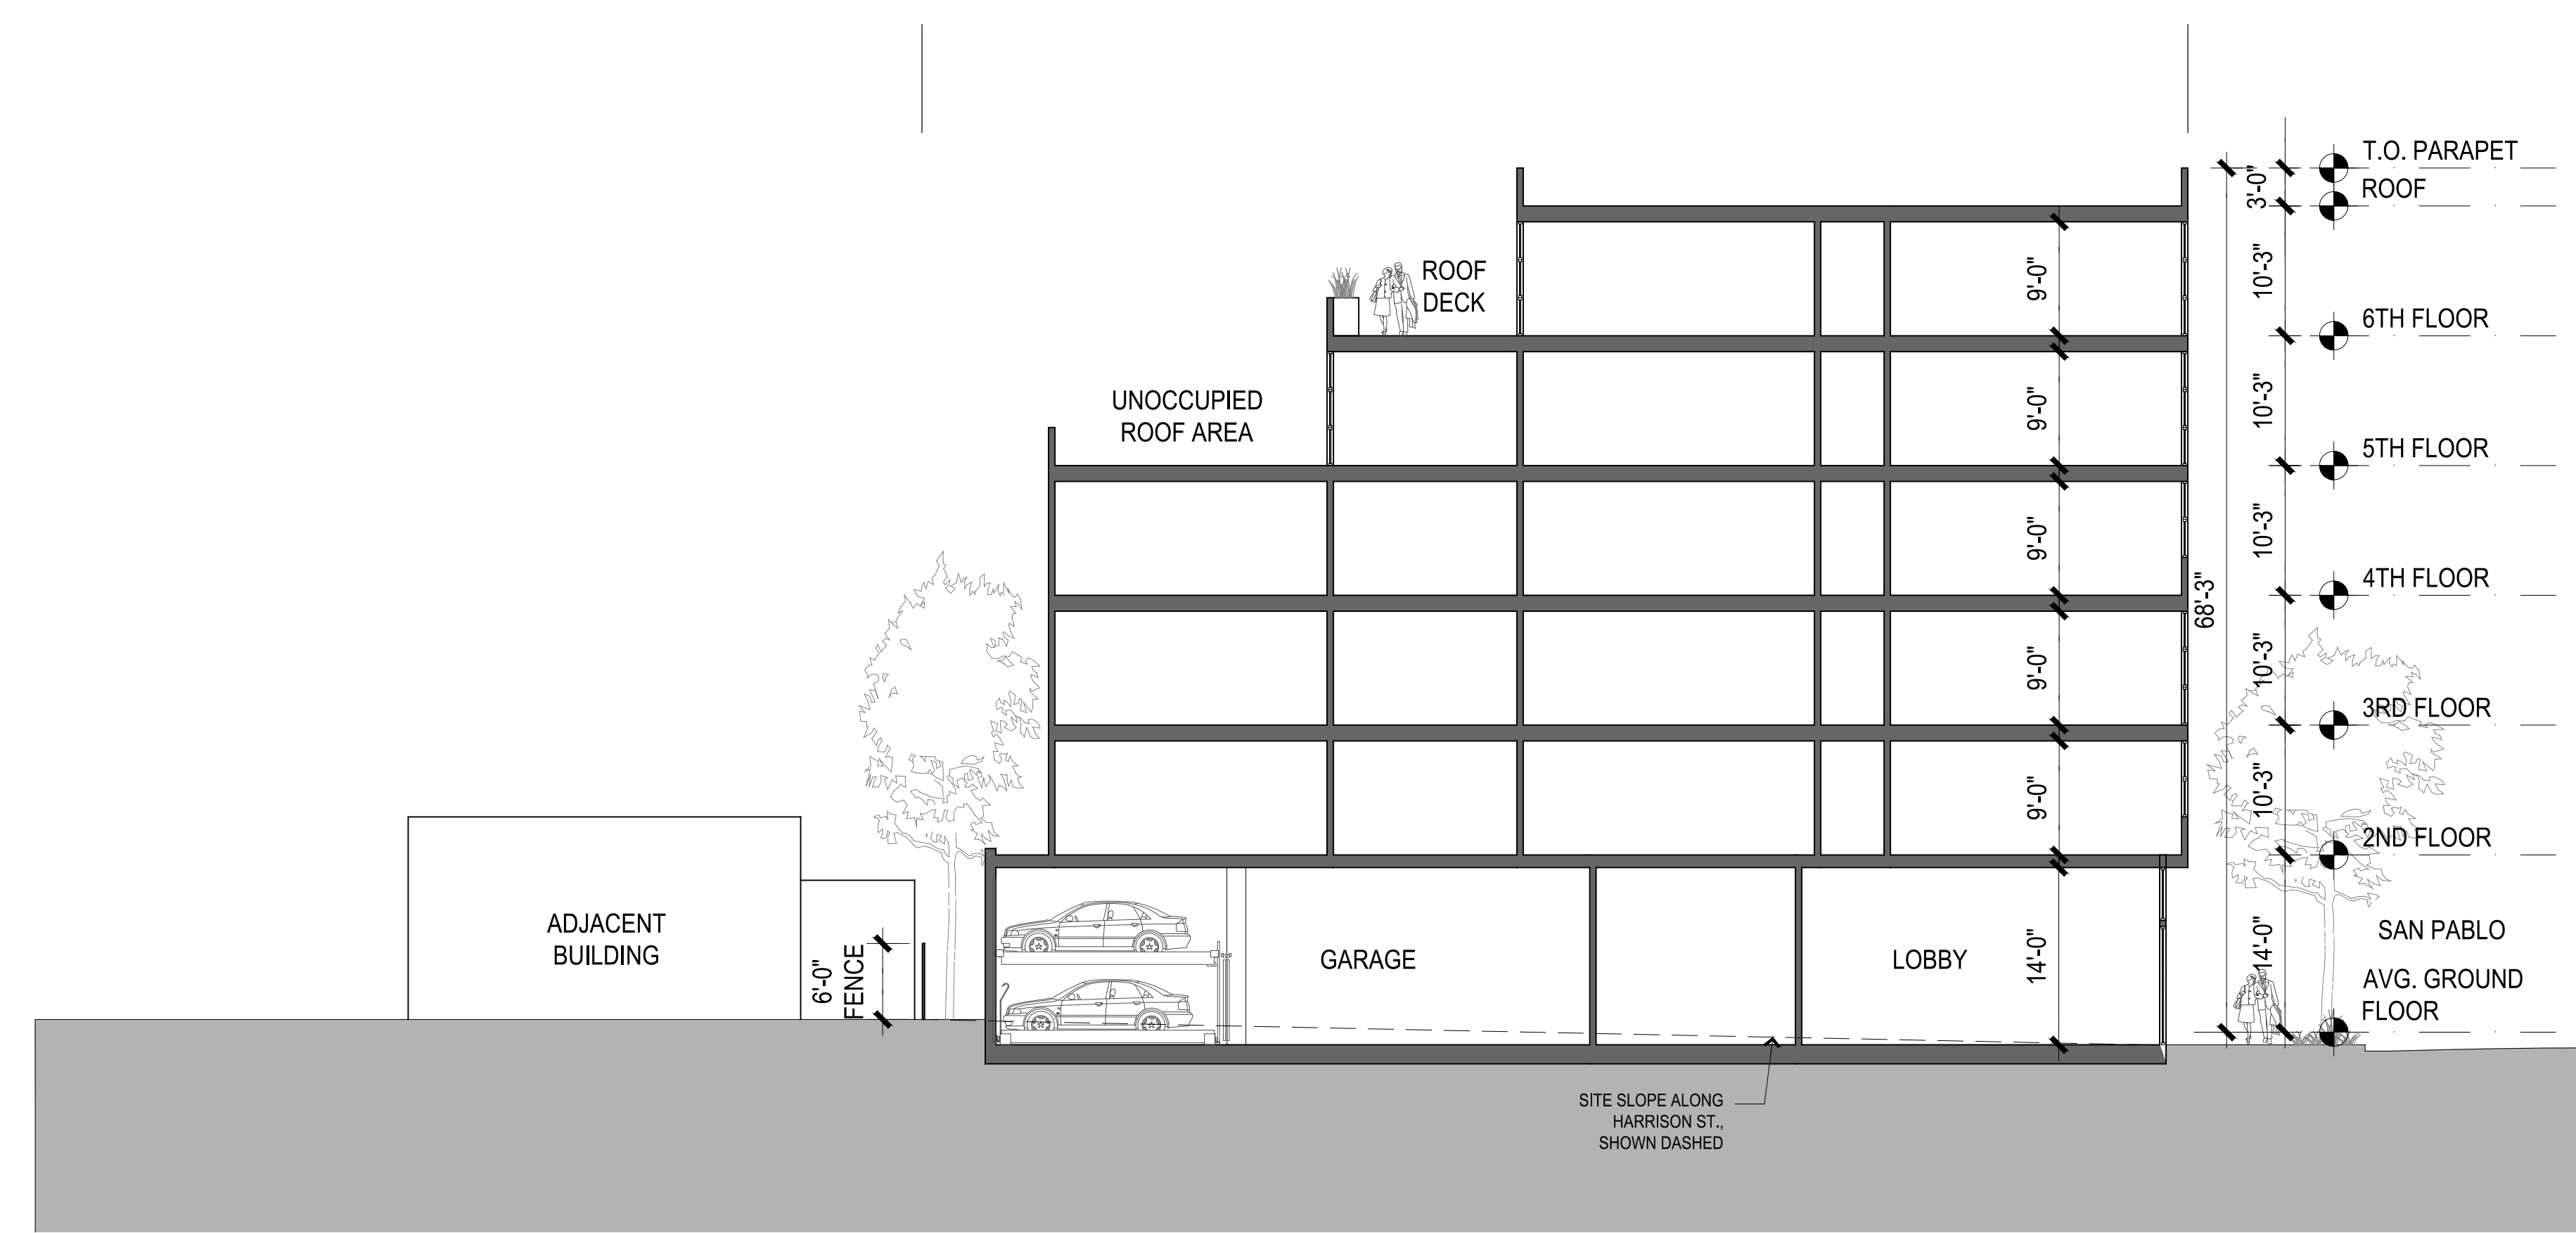 T.O. PARAPET
3'-0"
ROOF
10'-3"
9'-0"
ROOF
DECK
6TH FLOOR
10'-3"
9'-0"
UNOCCUPIED
ROOF AREA
5TH FLOOR
10'-3"
9'-0"
4TH FLOOR
68'-3"
10'-3"
9'-0"
3RD FLOOR
10'-3"
9'-0"
2ND FLOOR
ADJACENT
BUILDING
6'-0"
FENCE
GARAGE
LOBBY
14'-0"
14'-0"
SAN PABLO
AVG. GROUND
FLOOR
SITE SLOPE ALONG
HARRISON ST.,
SHOWN DASHED